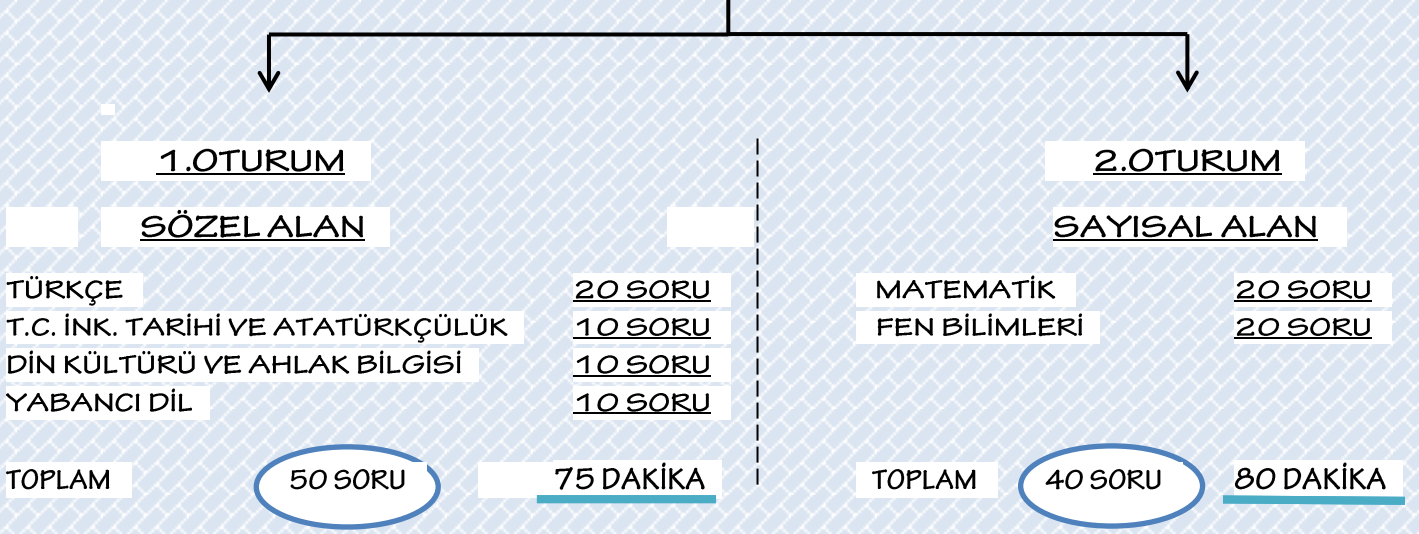 1.OTURUM
SÖZEL ALAN
TÜRKÇE 20 SORU
T.C. İNK. TARİHİ VE ATATÜRKÇÜLÜK 10 SORU
DİN KÜLTÜRÜ VE AHLAK BİLGİSİ 10 SORU
YABANCI DİL 10 SORU
TOPLAM 50 SORU 75 DAKİKA
2.OTURUM
SAYISAL ALAN
MATEMATİK 20 SORU
FEN BİLİMLERİ 20 SORU
TOPLAM 40 SORU 80 DAKİKA